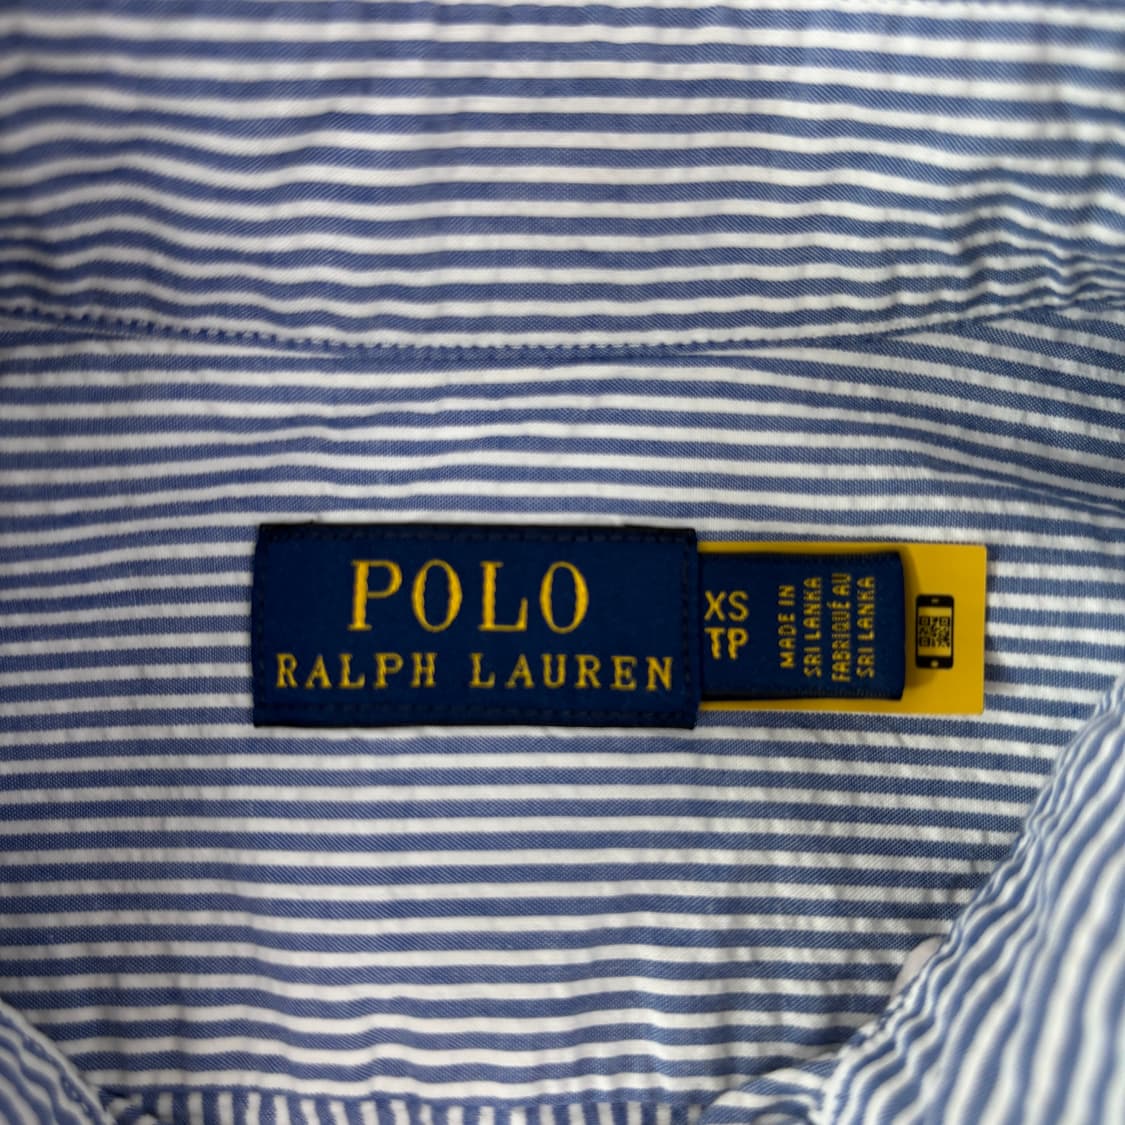 POLO
RALPH LAUREN
XS
TP
MADE IN
SRI LANKA
FABRIQUÉ AU
SRI LANKA